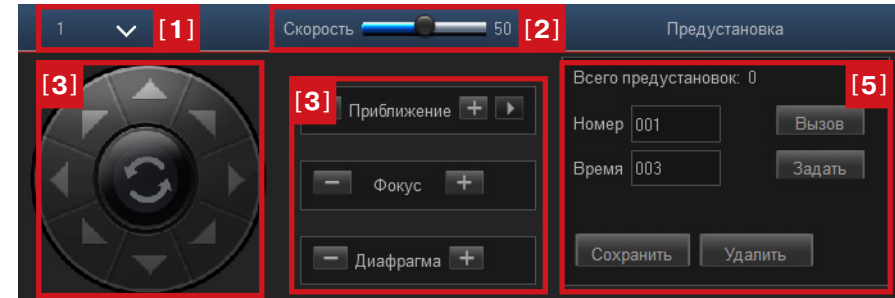 1 [1] Скорость 50 [2] Предустановка
[3]
[3] Приближение +
− Фокус +
− Диафрагма +
Всего предустановок: 0 [5]
Номер 001 Вызов
Время 003 Задать
Сохранить Удалить